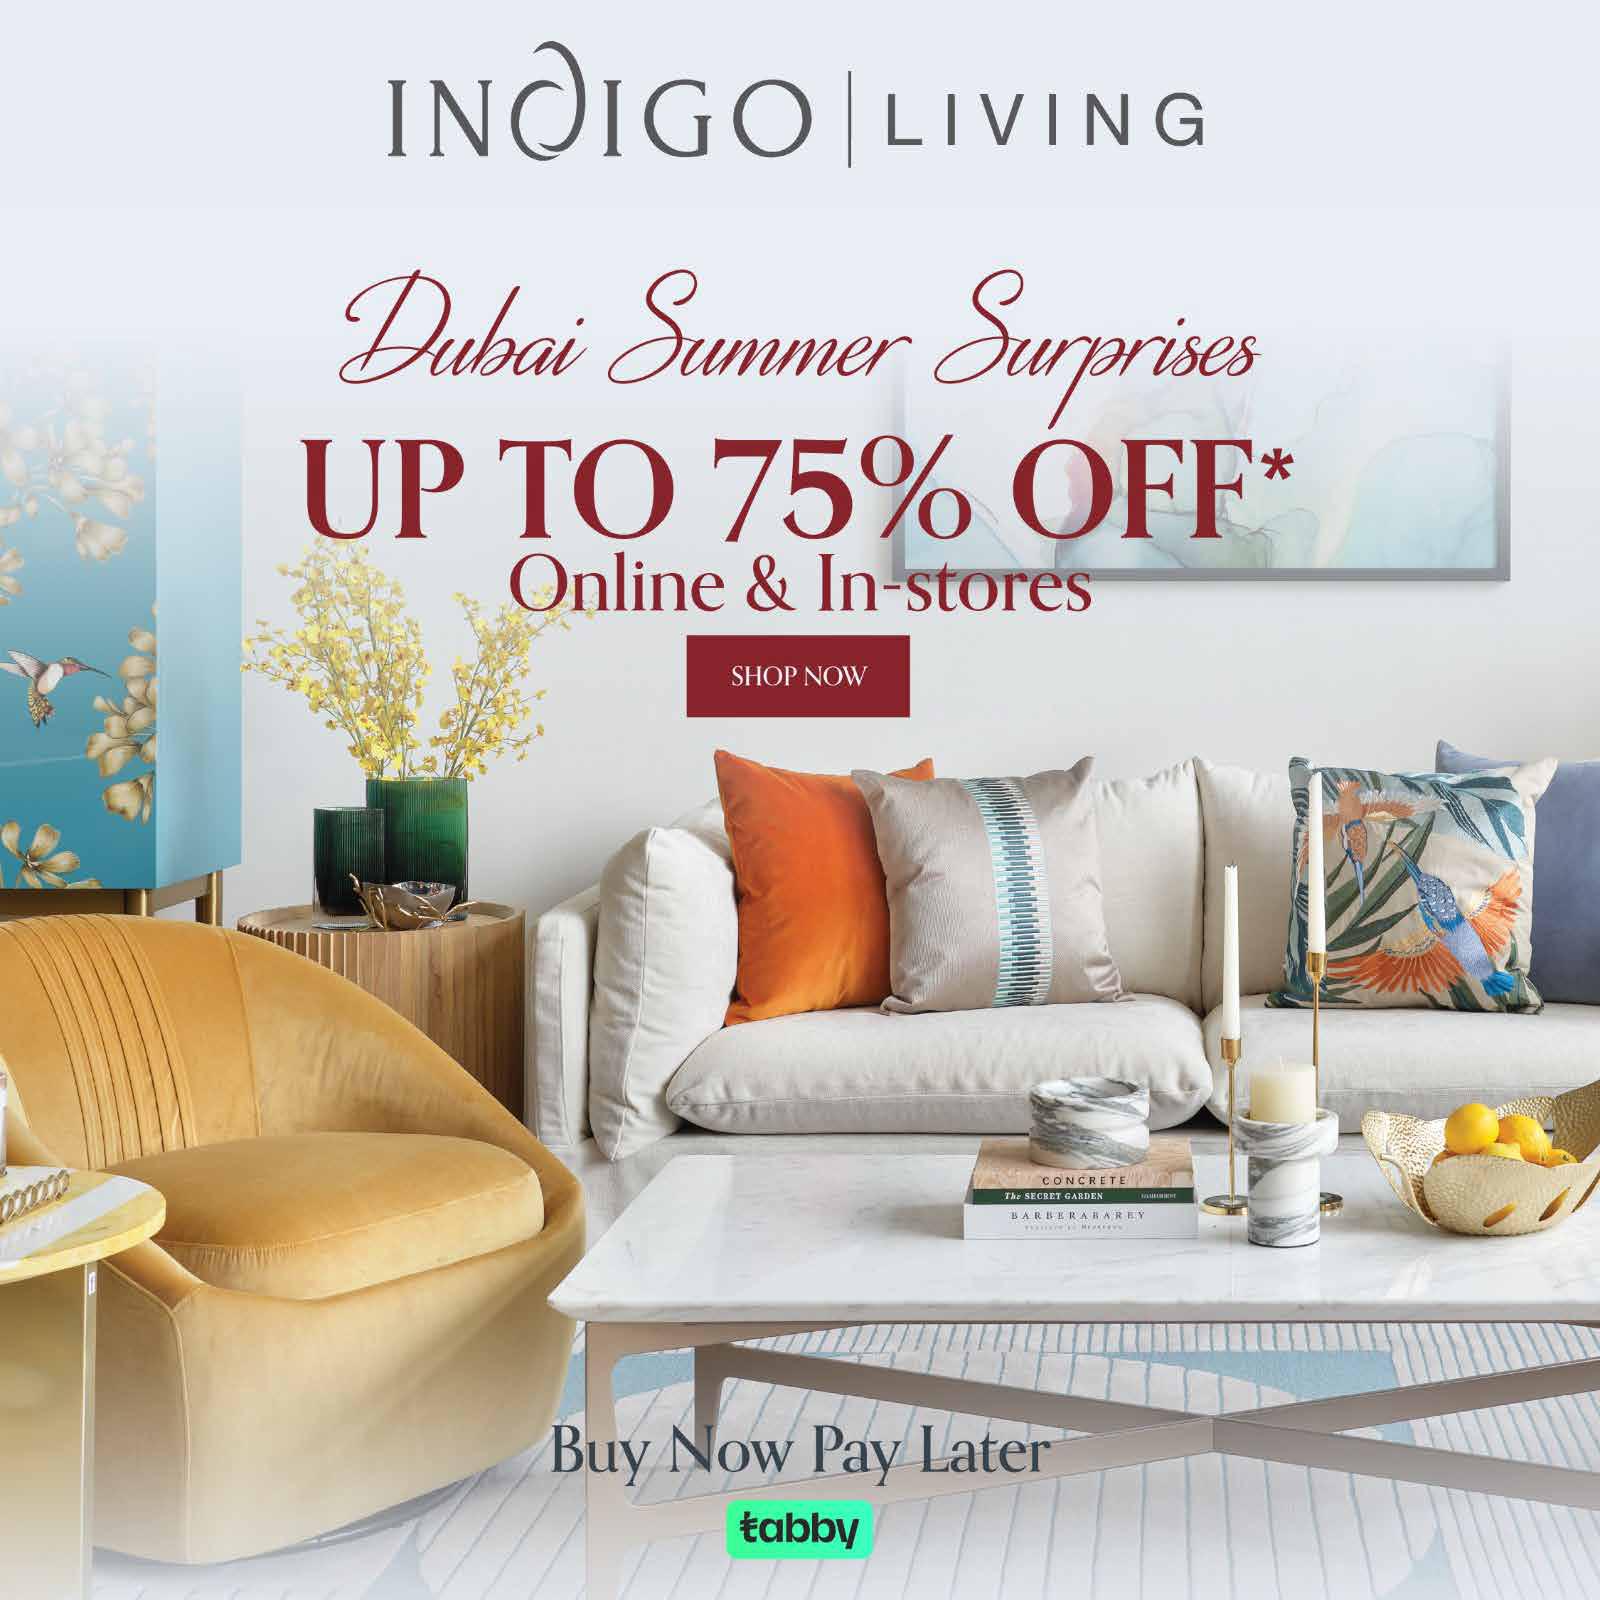 INDIGO | LIVING
Dubai Summer Surprises
UP TO 75% OFF*
Online & In-stores
SHOP NOW
CONCRETE
The SECRET GARDEN
BARBERABAREY
Buy Now Pay Later
tabby